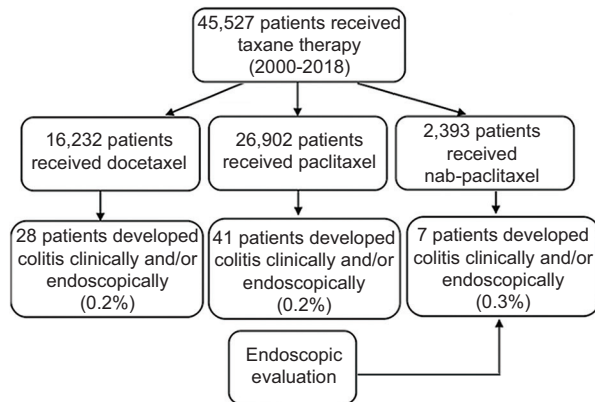 45,527 patients received
taxane therapy
(2000-2018)
16,232 patients
received docetaxel
26,902 patients
received paclitaxel
2,393 patients
received
nab-paclitaxel
28 patients developed
colitis clinically and/or
endoscopically
(0.2%)
41 patients developed
colitis clinically and/or
endoscopically
(0.2%)
7 patients developed
colitis clinically and/or
endoscopically
(0.3%)
Endoscopic
evaluation